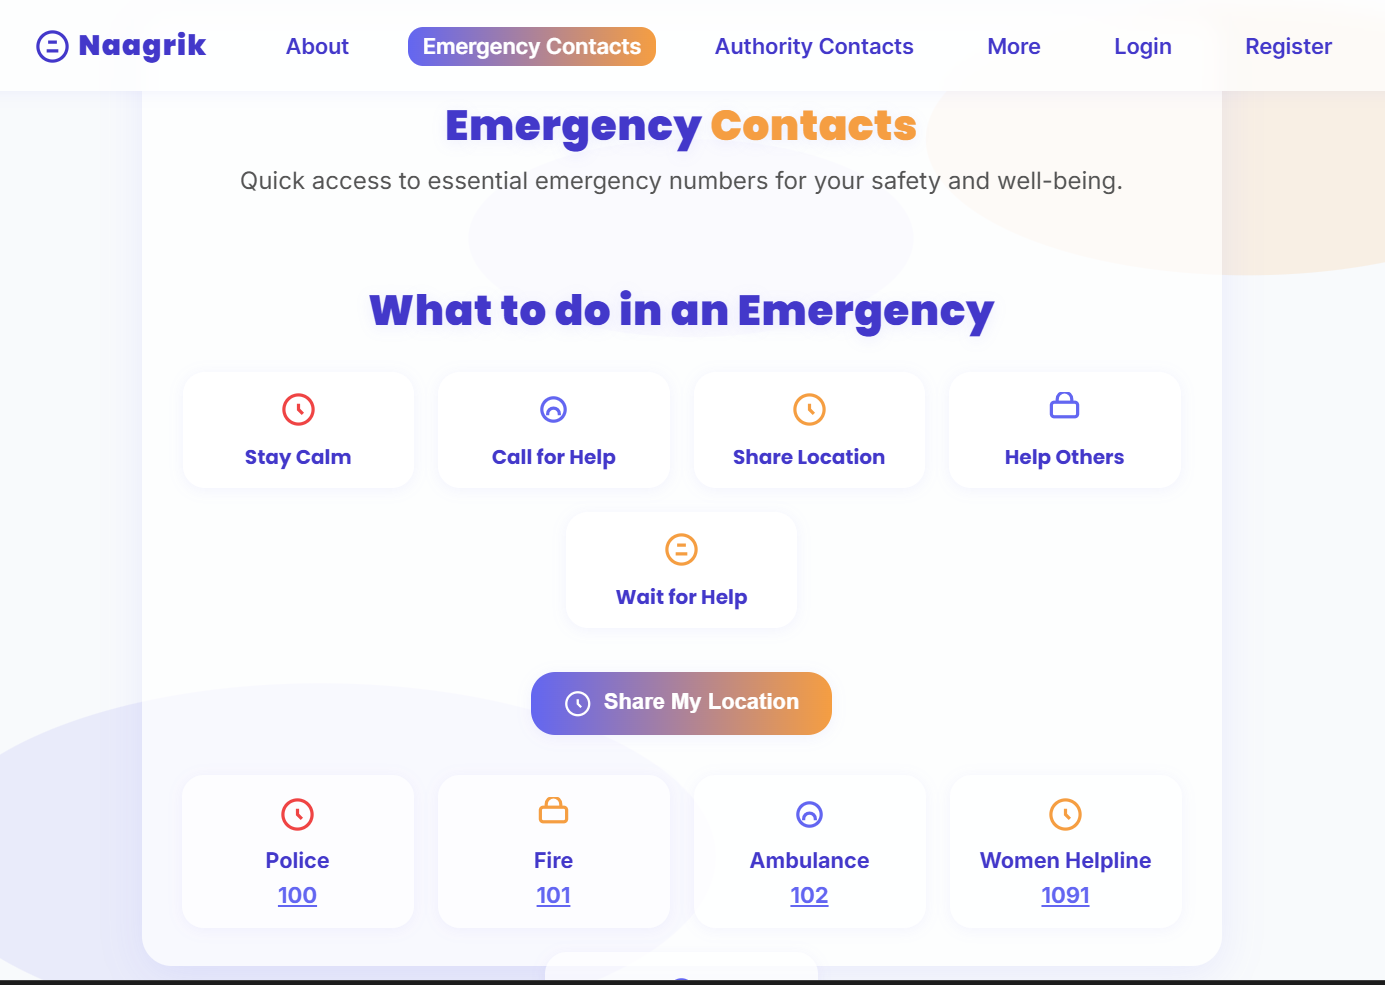 Naagrik
About
Emergency Contacts
Authority Contacts
More
Login
Register
Emergency Contacts
Quick access to essential emergency numbers for your safety and well-being.
What to do in an Emergency
Stay Calm
Call for Help
Share Location
Help Others
Wait for Help
Share My Location
Police
100
Fire
101
Ambulance
102
Women Helpline
1091